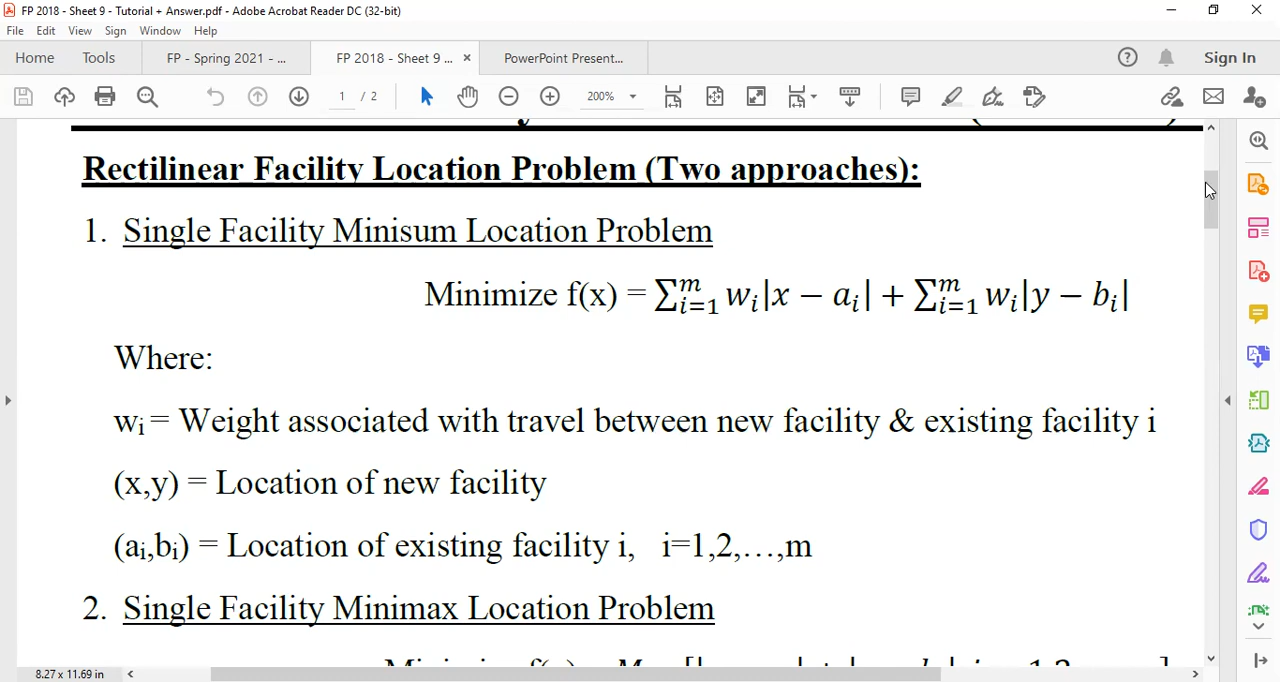 FP 2018 - Sheet 9 - Tutorial + Answer.pdf - Adobe Acrobat Reader DC (32-bit)
File Edit View Sign Window Help
Home Tools FP - Spring 2021 - ... FP 2018 - Sheet 9 ... × PowerPoint Present... Sign In
1 / 2 200%
Rectilinear Facility Location Problem (Two approaches):
1. Single Facility Minisum Location Problem
Minimize f(x) = ∑ᵢ₌₁ᵐ wᵢ|x − aᵢ| + ∑ᵢ₌₁ᵐ wᵢ|y − bᵢ|
Where:
wᵢ = Weight associated with travel between new facility & existing facility i
(x,y) = Location of new facility
(aᵢ,bᵢ) = Location of existing facility i, i=1,2,…,m
2. Single Facility Minimax Location Problem
8.27 x 11.69 in